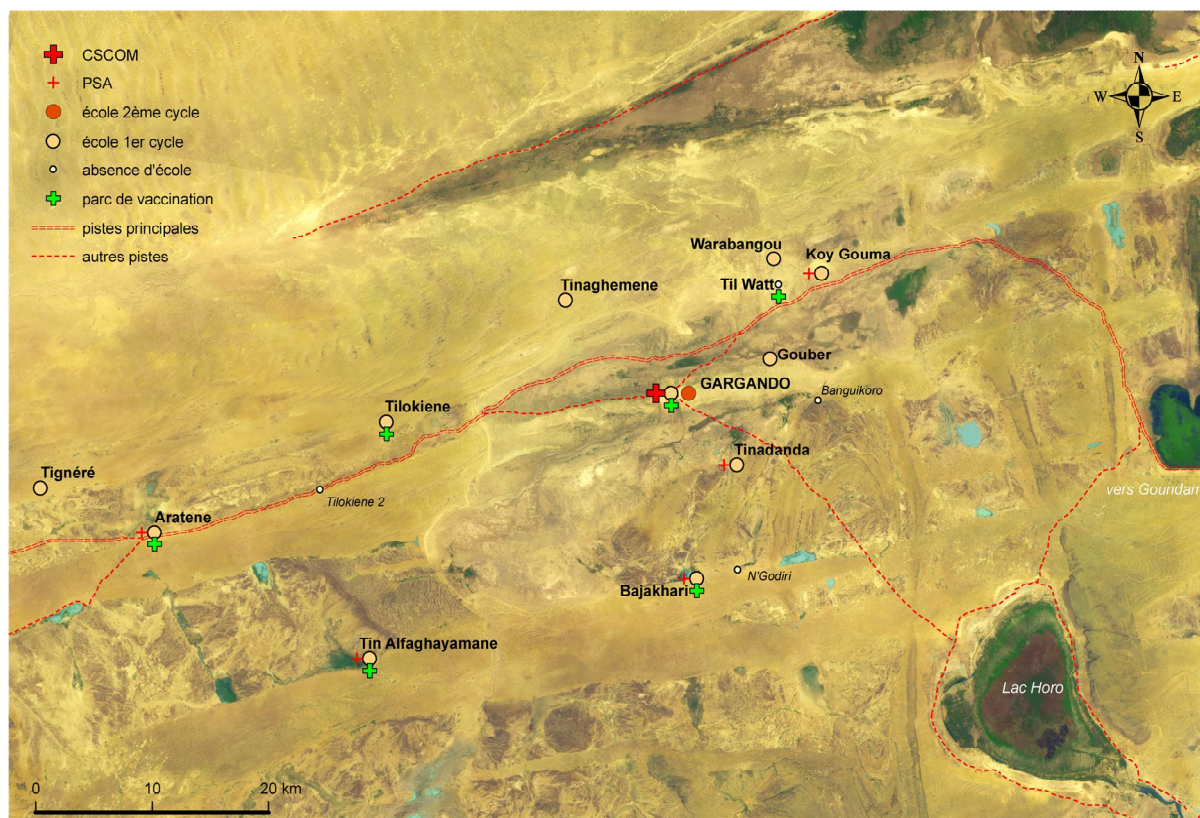 CSCOM
PSA
école 2ème cycle
école 1er cycle
absence d'école
parc de vaccination
pistes principales
autres pistes
N
W E
S
Warabangou
Koy Gouma
Til Watt
Tinaghemene
Gouber
GARGANDO
Banguikoro
Tilokiene
Tinadanda
Tignéré
Tilokiene 2
vers Goundam
Aratene
N'Godiri
Bajakhari
Tin Alfaghayamane
Lac Horo
0 10 20 km